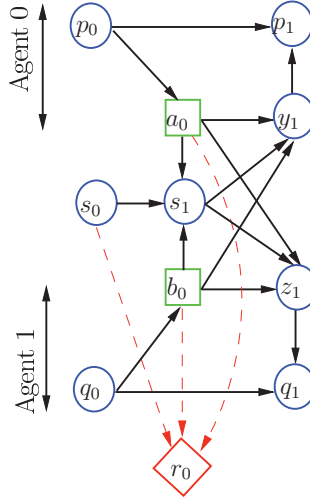 Agent 0
p₀
p₁
a₀
y₁
s₀
s₁
b₀
z₁
Agent 1
q₀
q₁
r₀